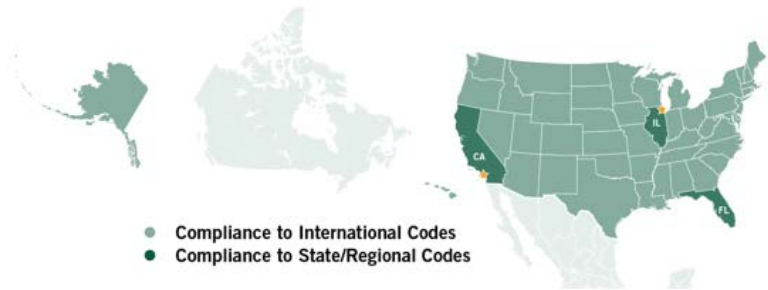 IL
CA
FL
Compliance to International Codes
Compliance to State/Regional Codes